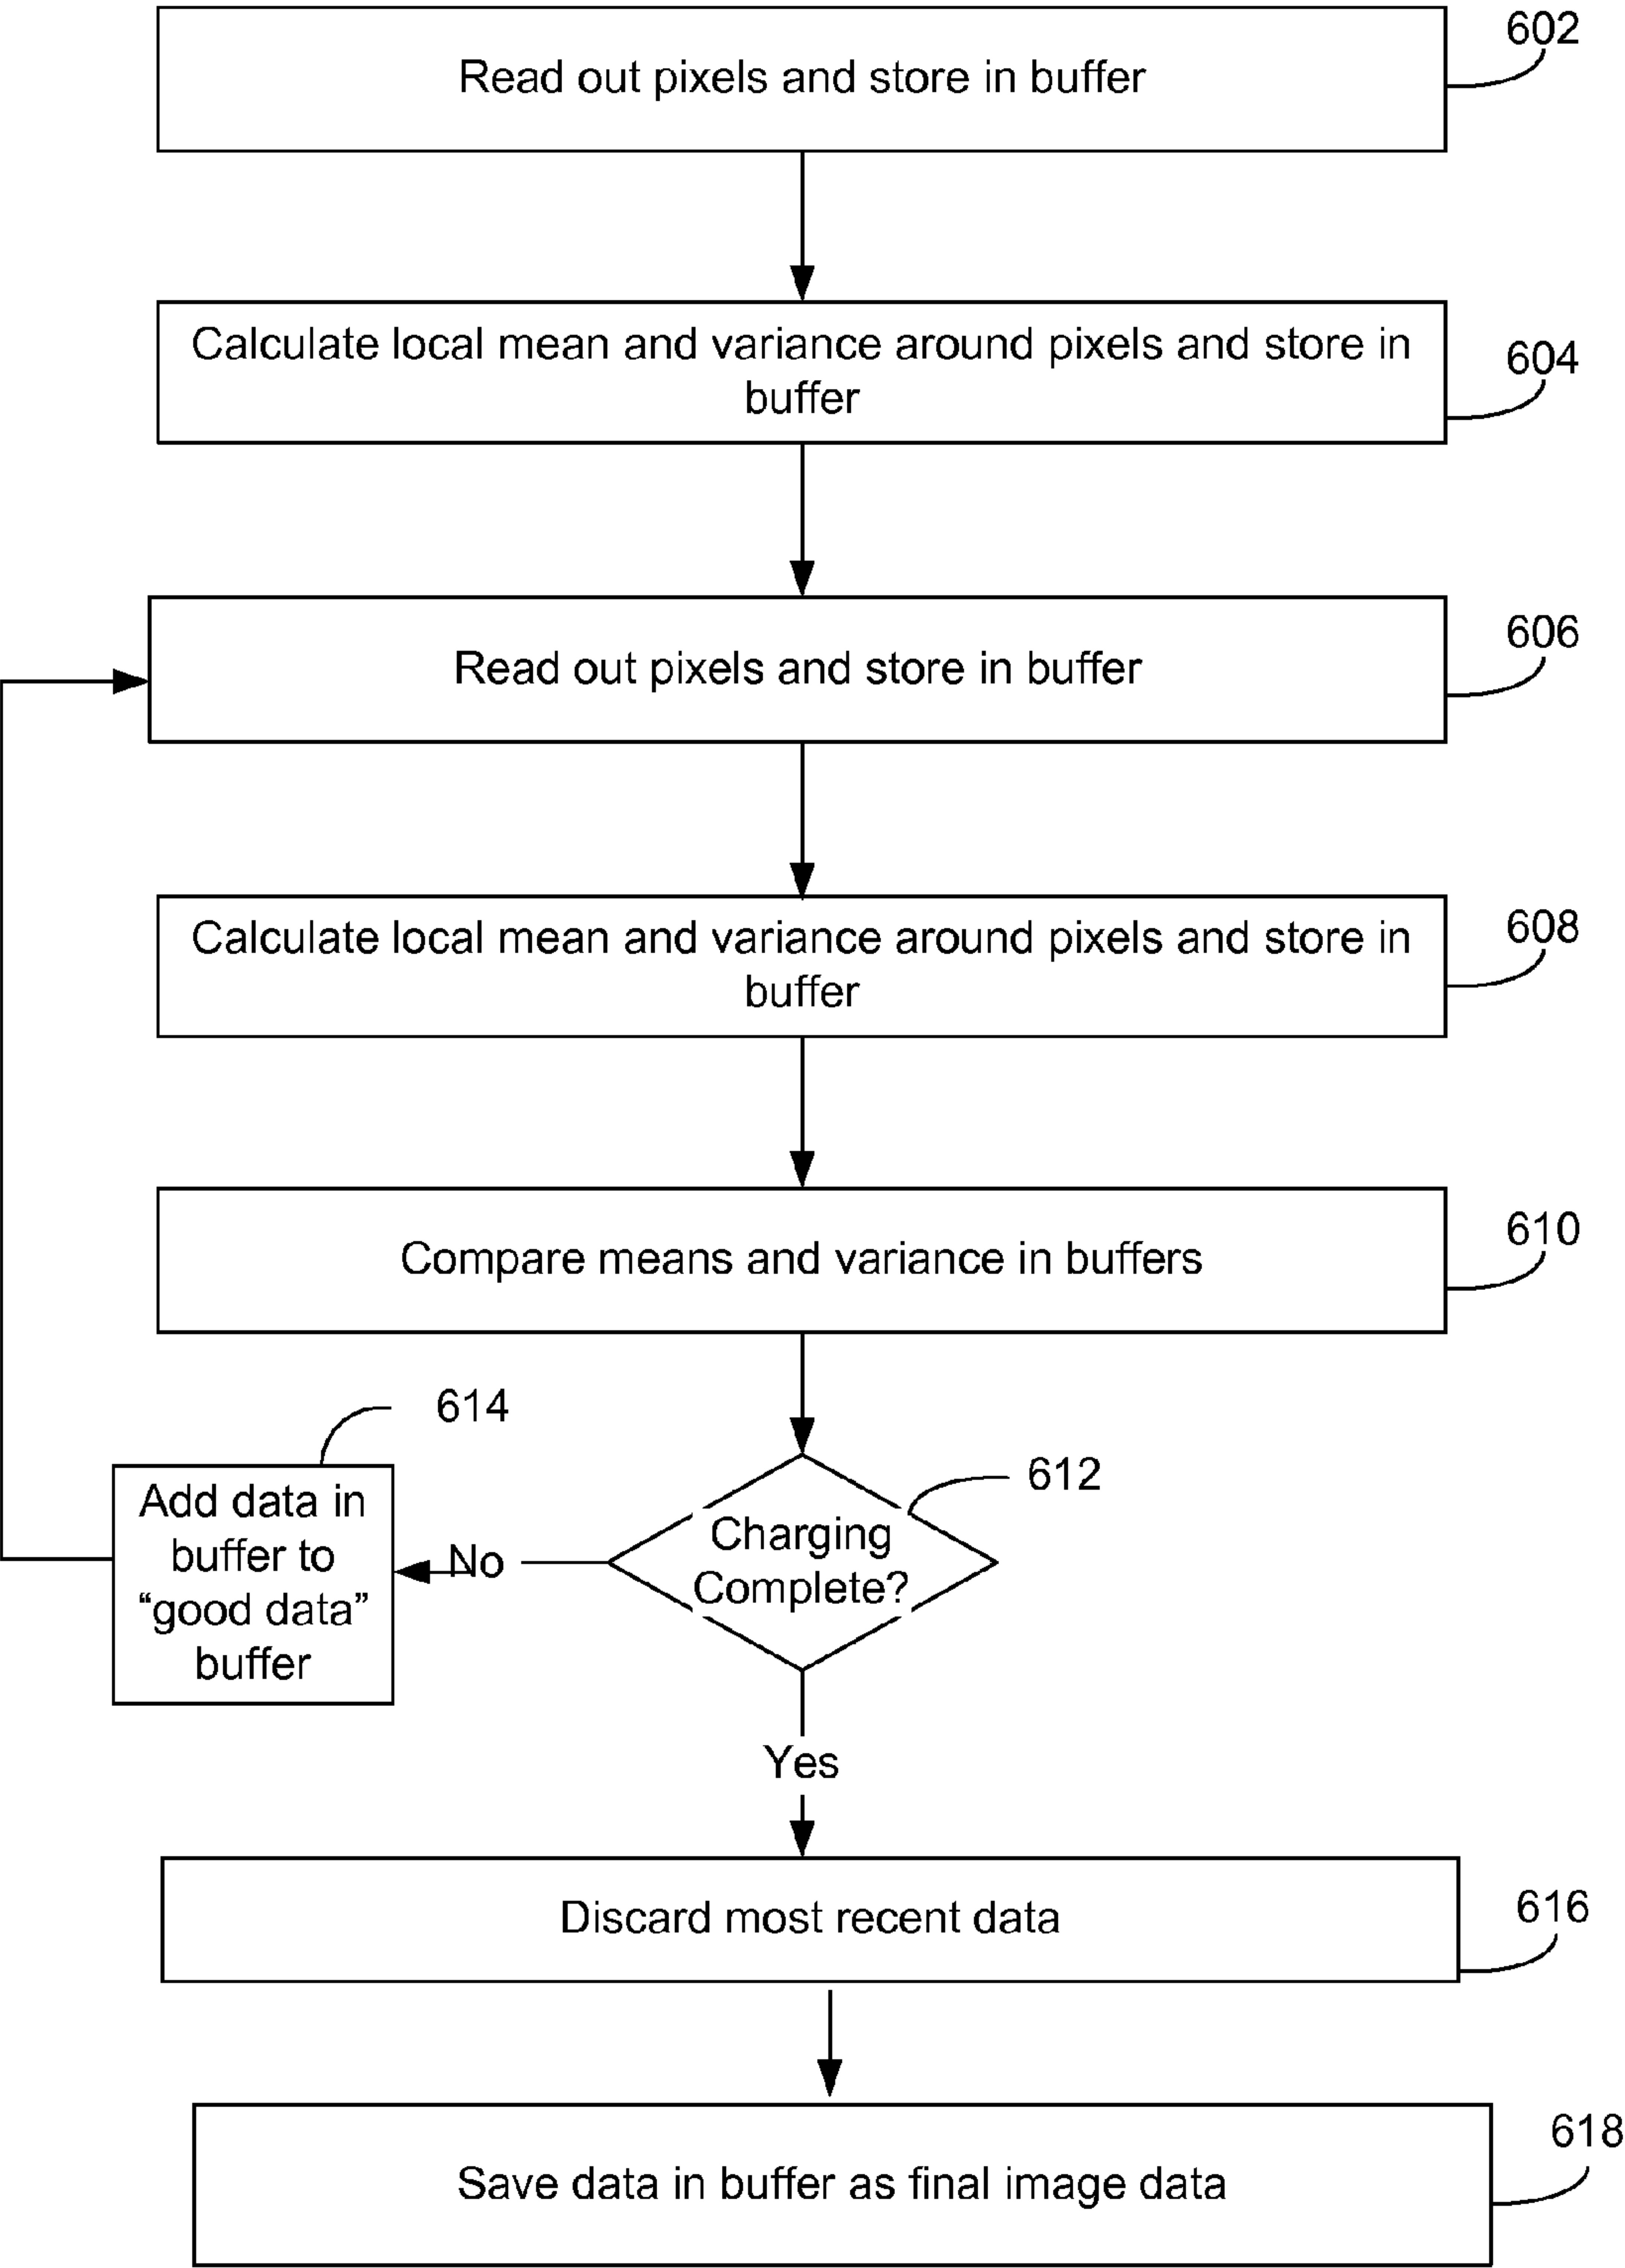 Read out pixels and store in buffer
602
Calculate local mean and variance around pixels and store in
buffer
604
Read out pixels and store in buffer
606
Calculate local mean and variance around pixels and store in
buffer
608
Compare means and variance in buffers
610
614
Add data in
buffer to
“good data”
buffer
No
612
Charging
Complete?
Yes
Discard most recent data
616
Save data in buffer as final image data
618